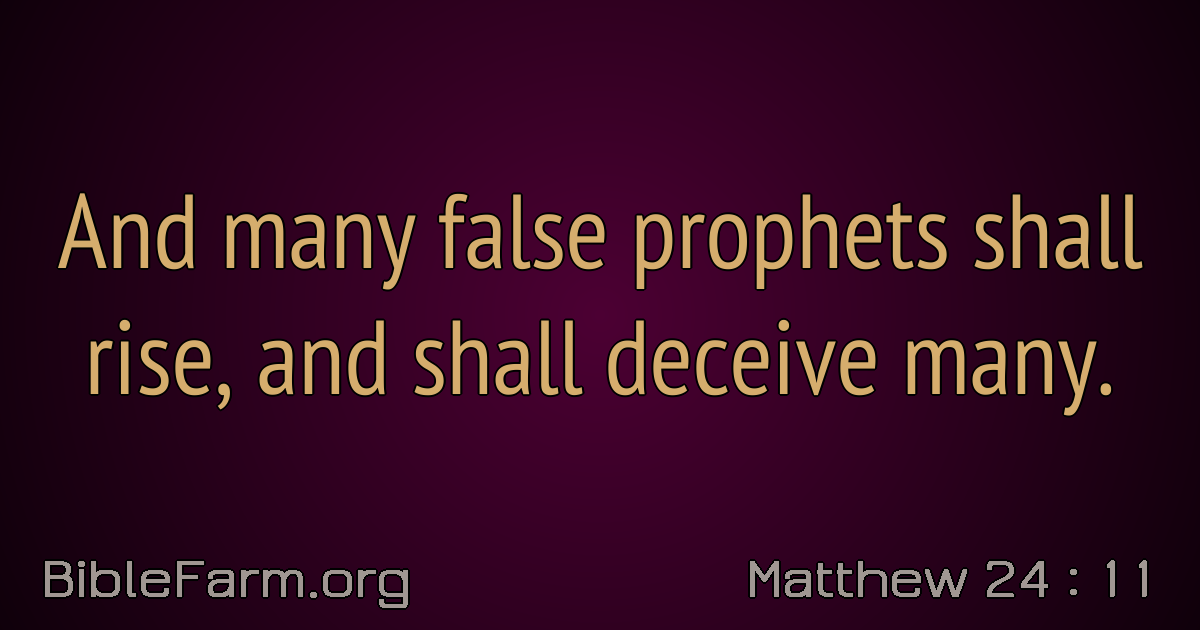 And many false prophets shall
rise, and shall deceive many.
BibleFarm.org
Matthew 24 : 11